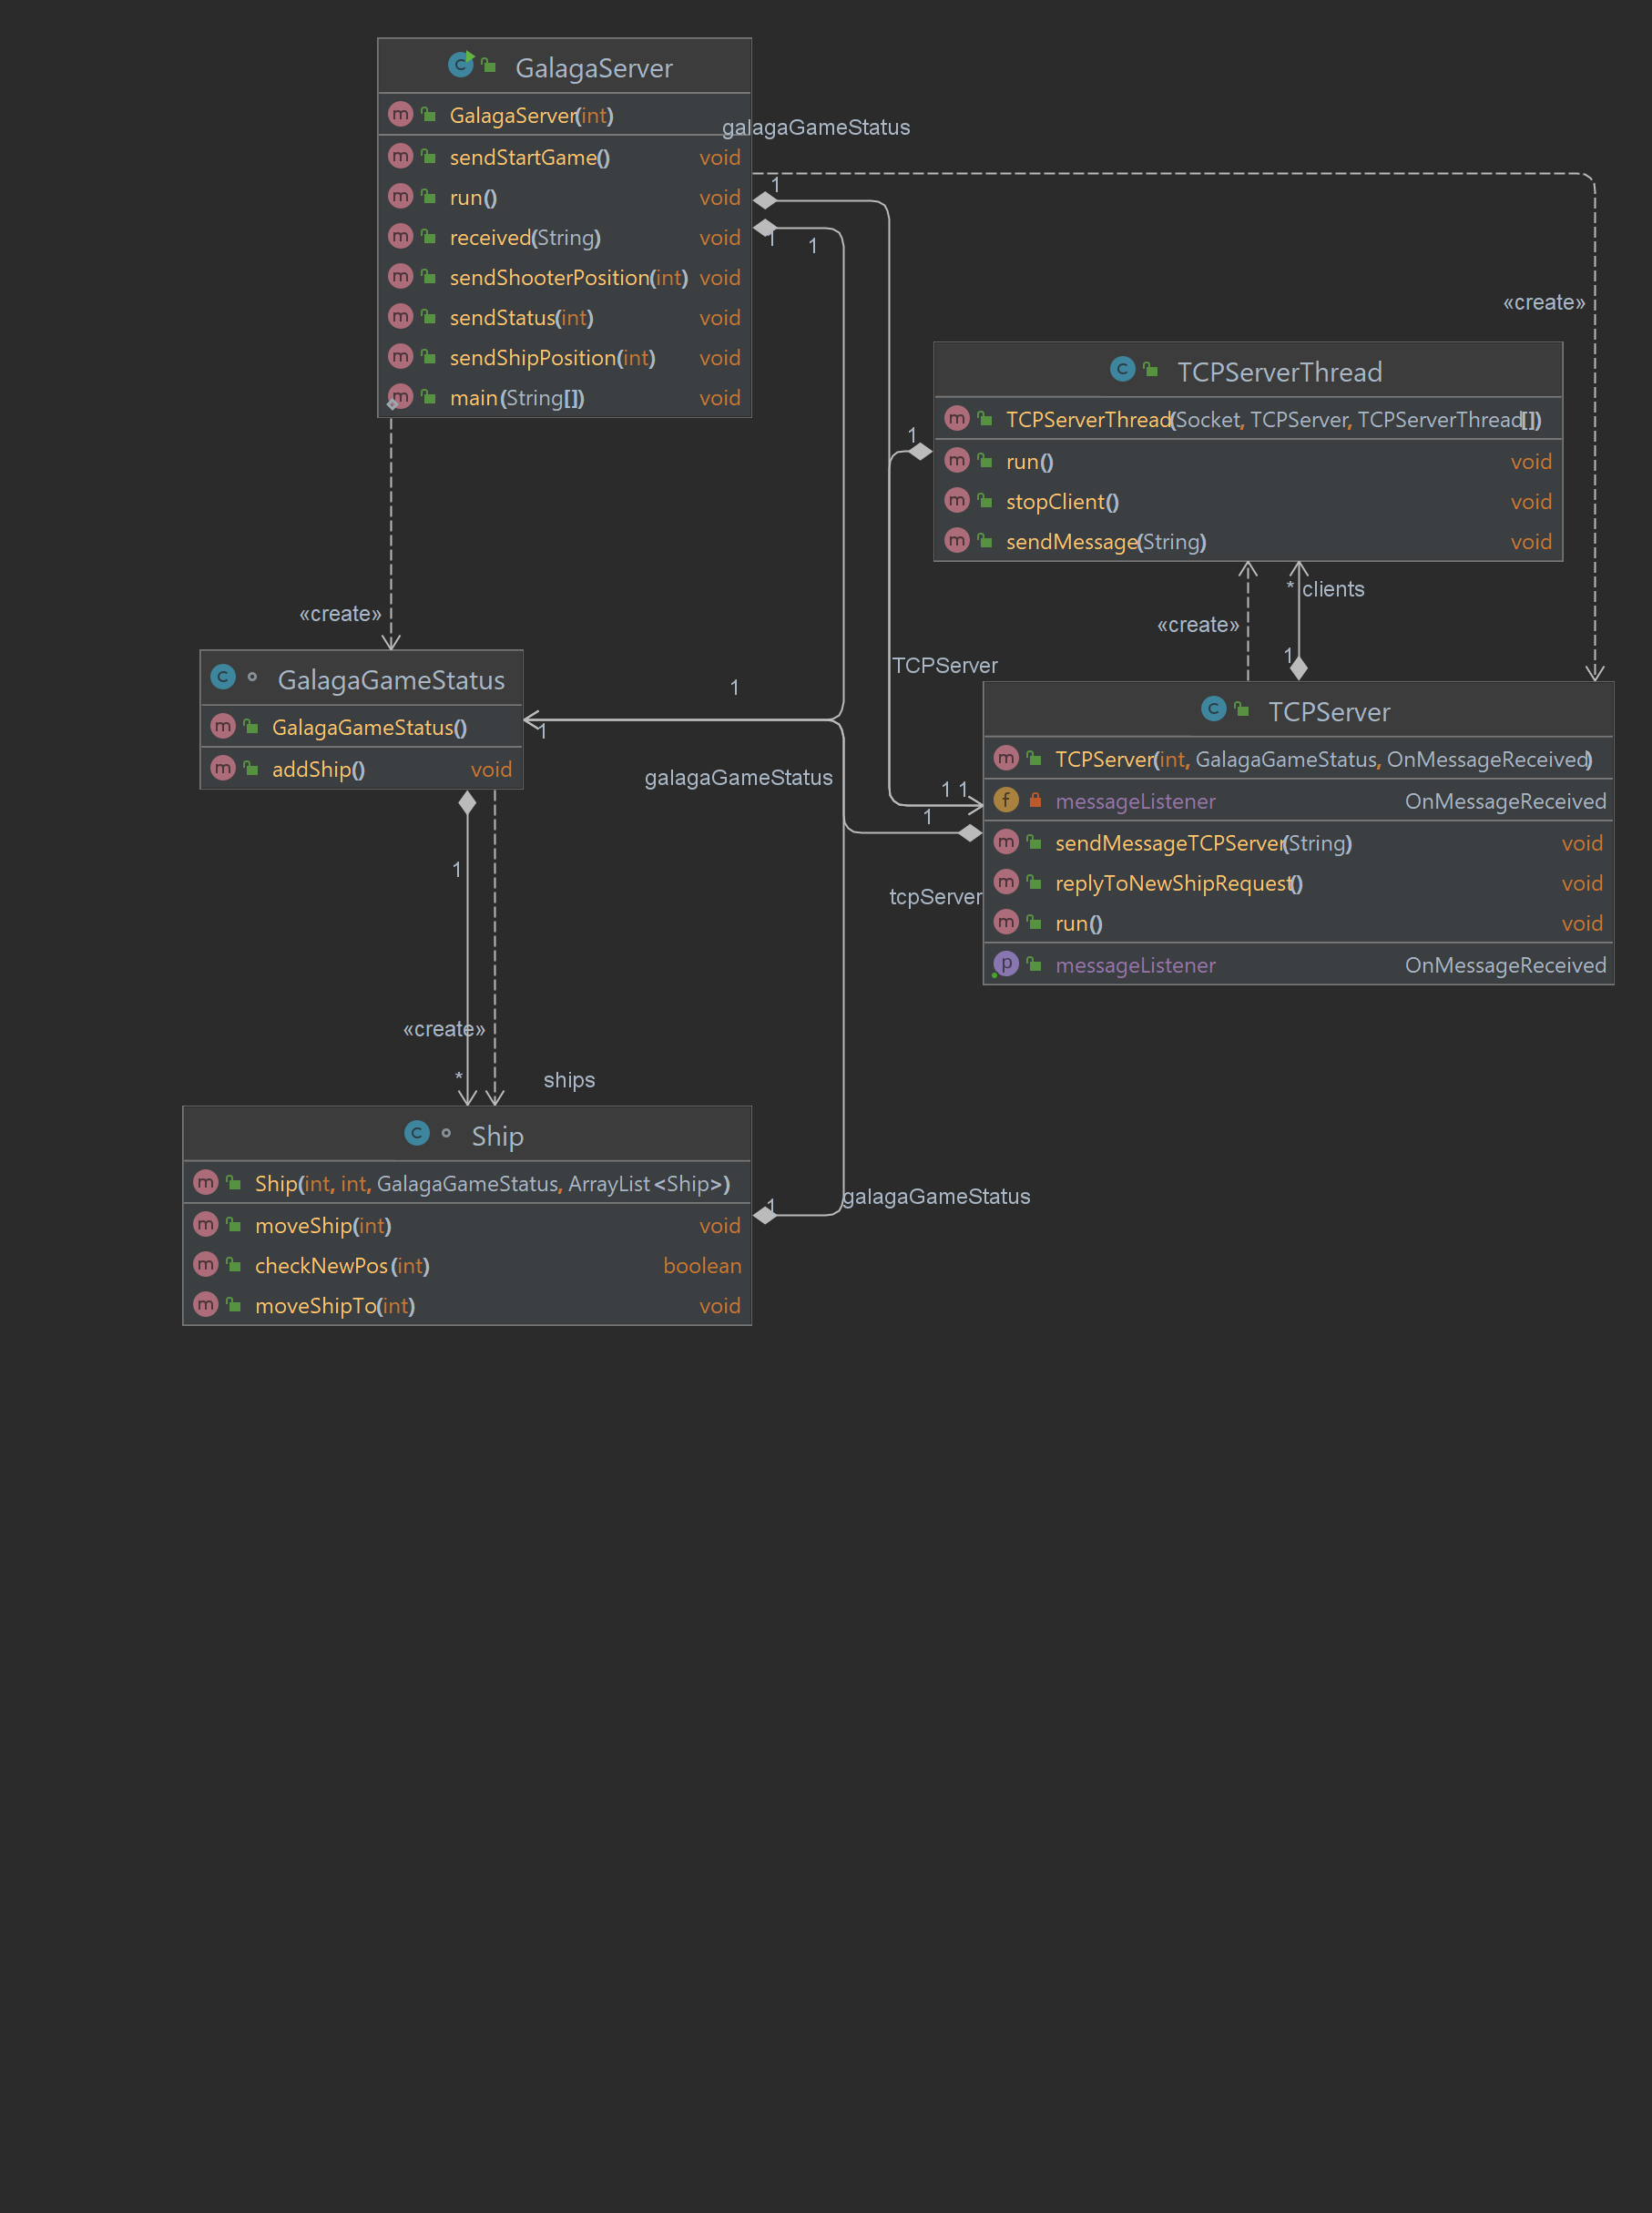 GalagaServer
GalagaServer(int)
sendStartGame() void
run() void
received(String) void
sendShooterPosition(int) void
sendStatus(int) void
sendShipPosition(int) void
main(String[]) void
galagaGameStatus
1
1
1
«create»
TCPServerThread
TCPServerThread(Socket, TCPServer, TCPServerThread[])
run() void
stopClient() void
sendMessage(String) void
1
* clients
«create»
1
«create»
TCPServer
GalagaGameStatus
GalagaGameStatus()
addShip() void
1
1
galagaGameStatus
1 1
1
tcpServer
TCPServer
TCPServer(int, GalagaGameStatus, OnMessageReceived)
messageListener OnMessageReceived
sendMessageTCPServer(String) void
replyToNewShipRequest() void
run() void
messageListener OnMessageReceived
1
«create»
*
ships
Ship
Ship(int, int, GalagaGameStatus, ArrayList<Ship>)
moveShip(int) void
checkNewPos(int) boolean
moveShipTo(int) void
1
galagaGameStatus